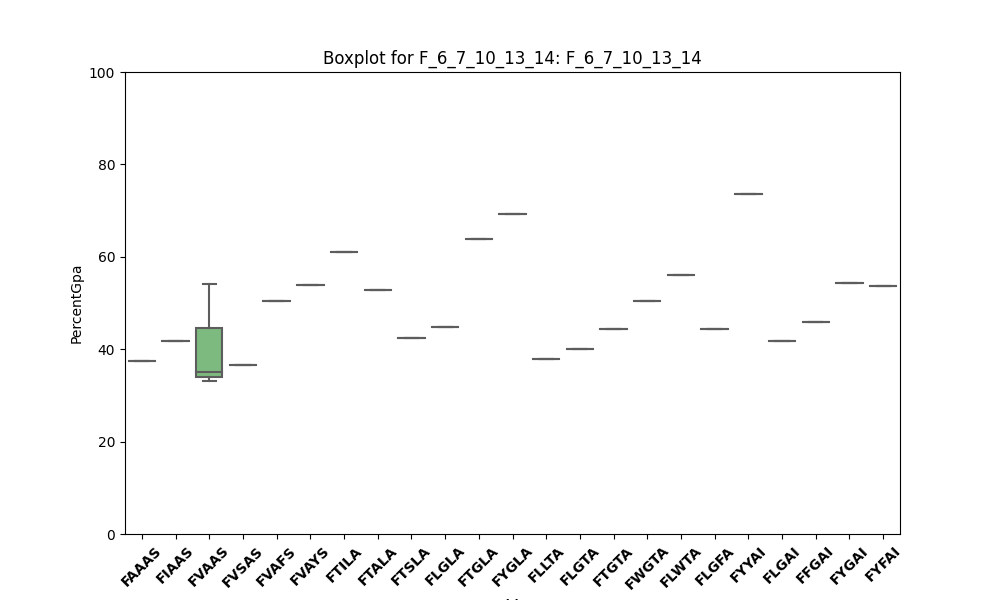 Boxplot for F_6_7_10_13_14: F_6_7_10_13_14
100
80
60
40
20
0
PercentGpa
FAAAS
FIAAS
FVAAS
FVSAS
FVAFS
FVAYS
FTILA
FTALA
FTSLA
FLGLA
FTGLA
FYGLA
FLLTA
FLGTA
FTGTA
FWGTA
FLWTA
FLGFA
FYYAI
FLGAI
FFGAI
FYGAI
FYFAI